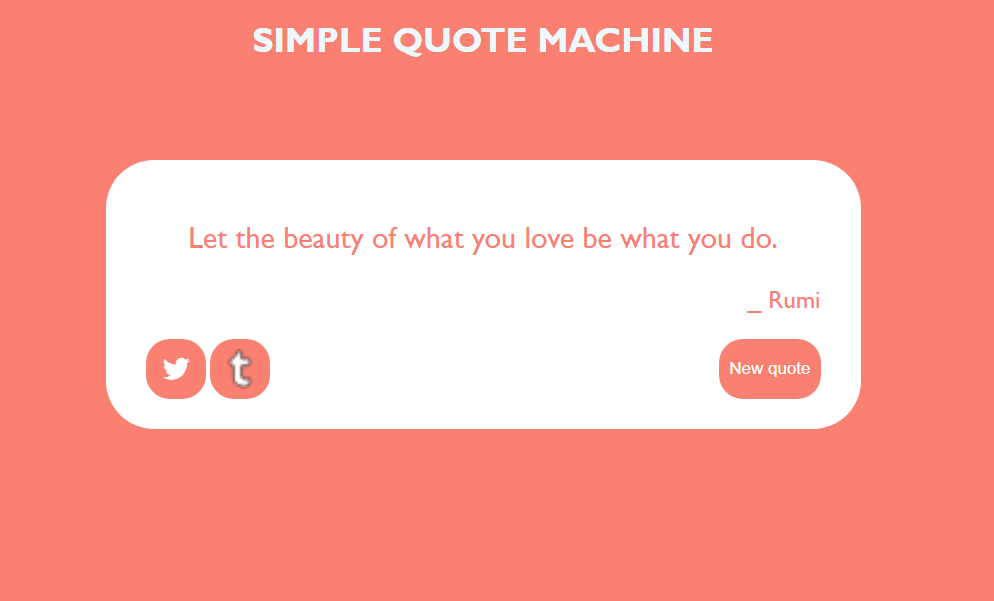 SIMPLE QUOTE MACHINE
Let the beauty of what you love be what you do.
_ Rumi
t
New quote